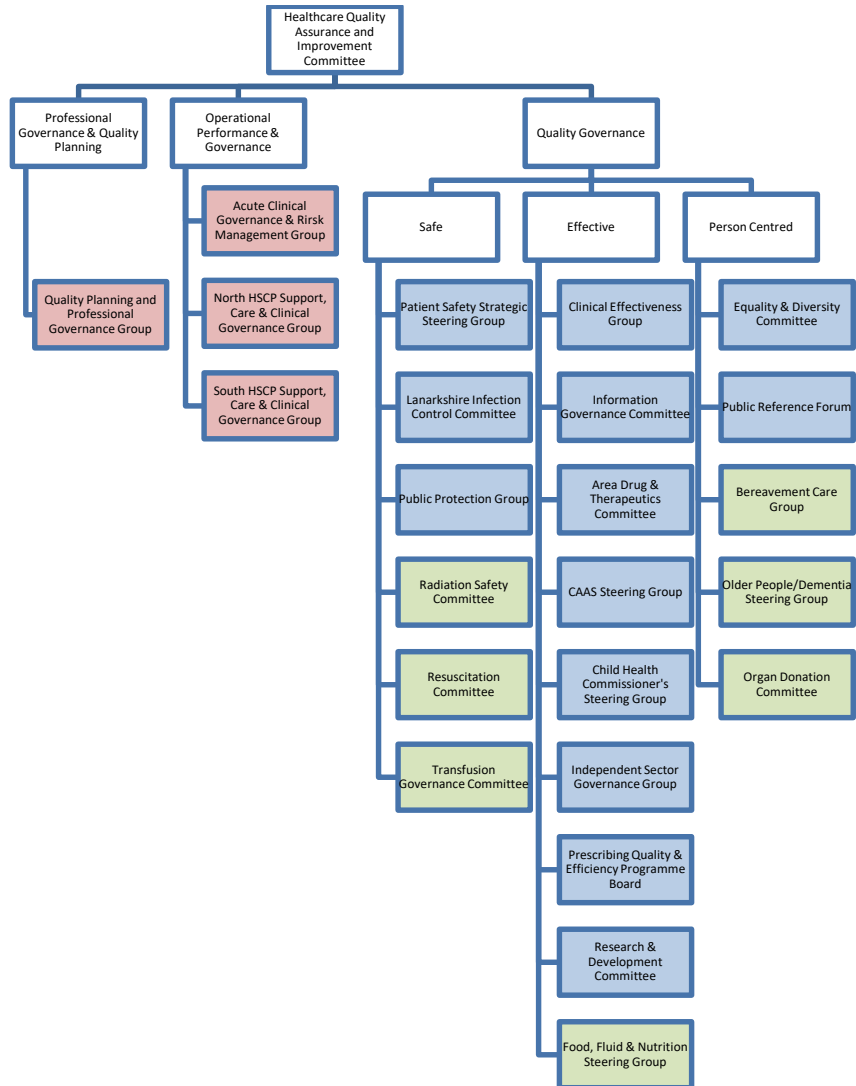 Healthcare Quality
Assurance and
Improvement
Committee
Professional
Governance & Quality
Planning
Operational
Performance &
Governance
Quality Governance
Safe
Effective
Person Centred
Acute Clinical
Governance & Rirsk
Management Group
Quality Planning and
Professional
Governance Group
North HSCP Support,
Care & Clinical
Governance Group
South HSCP Support,
Care & Clinical
Governance Group
Patient Safety Strategic
Steering Group
Lanarkshire Infection
Control Committee
Public Protection Group
Radiation Safety
Committee
Resuscitation
Committee
Transfusion
Governance Committee
Clinical Effectiveness
Group
Information
Governance Committee
Area Drug &
Therapeutics
Committee
CAAS Steering Group
Child Health
Commissioner's
Steering Group
Independent Sector
Governance Group
Prescribing Quality &
Efficiency Programme
Board
Research &
Development
Committee
Food, Fluid & Nutrition
Steering Group
Equality & Diversity
Committee
Public Reference Forum
Bereavement Care
Group
Older People/Dementia
Steering Group
Organ Donation
Committee